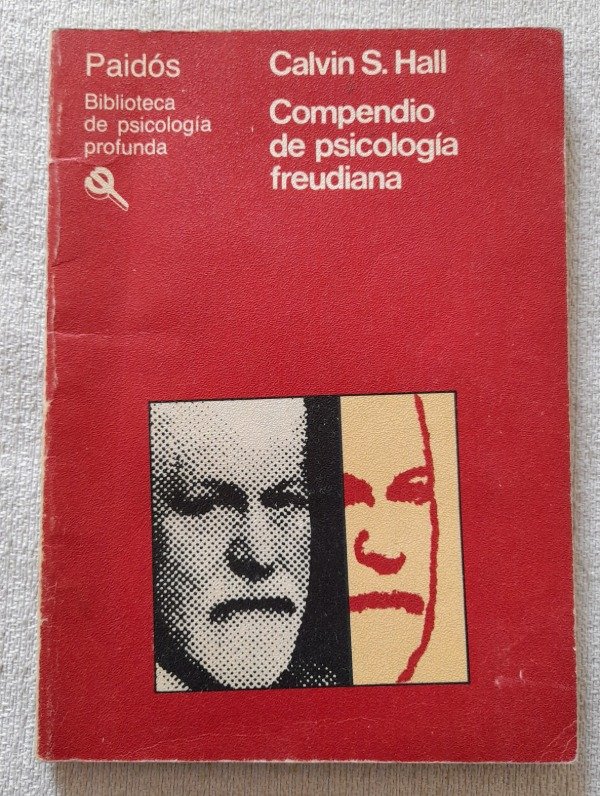 Paidós
Biblioteca
de psicología
profunda
Calvin S. Hall
Compendio
de psicología
freudiana